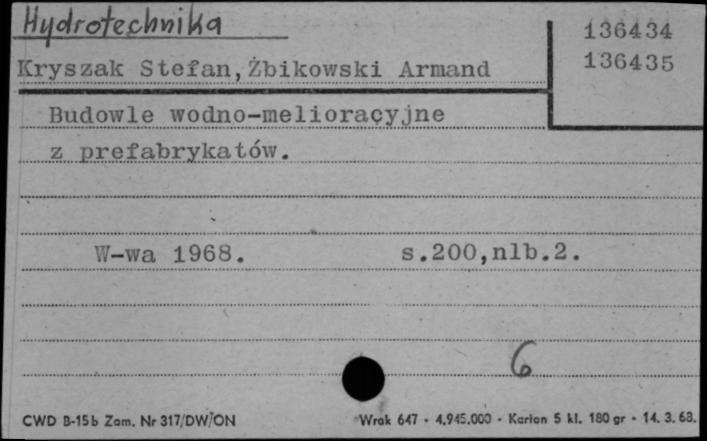 Hydrotechnika
136434
136435
Kryszak Stefan, Żbikowski Armand
Budowle wodno-melioracyjne
z prefabrykatów.
W-wa 1968. s.200,nlb.2.
6
CWD B-15b Zam. Nr 317/DW/ON Wrak 647 - 4.945.000 - Karton 5 kl. 180 gr - 14. 3. 68.